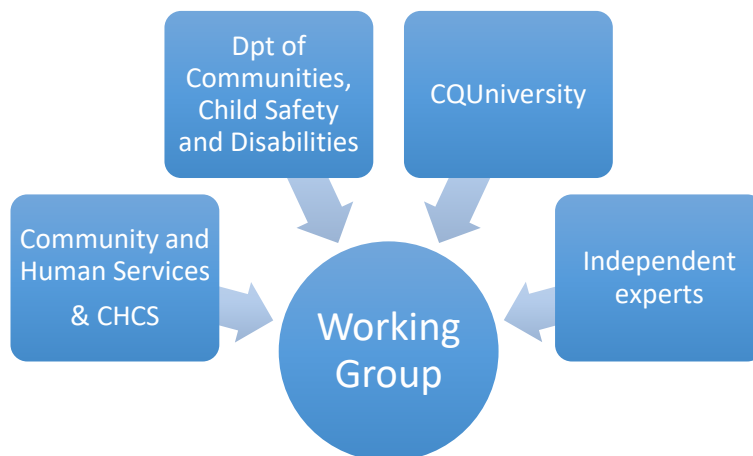 Dpt of
Communities,
Child Safety
and Disabilities
CQUniversity
Community and
Human Services
& CHCS
Independent
experts
Working
Group